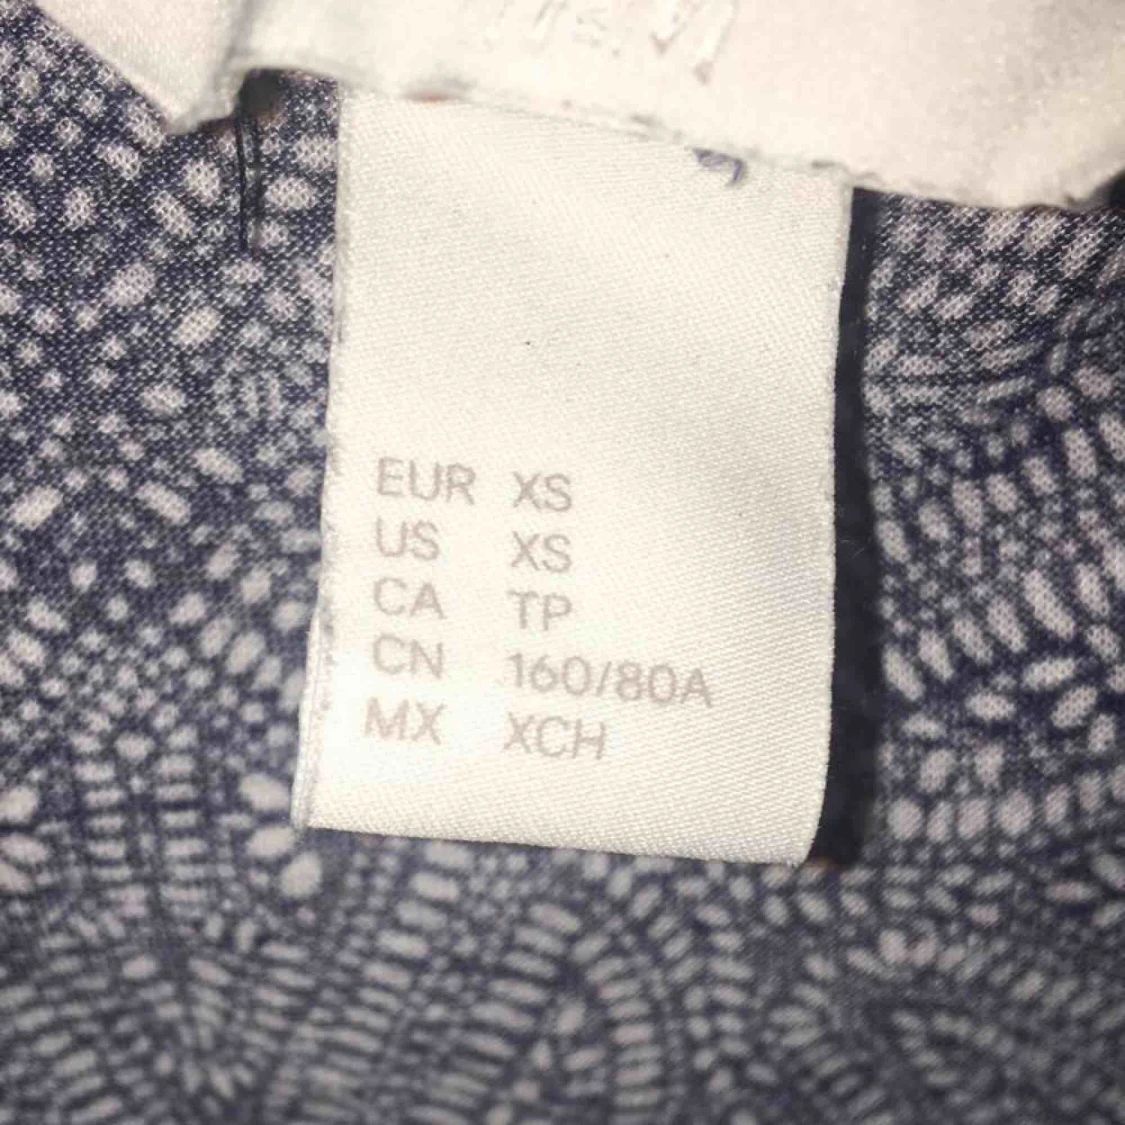 EUR XS
US XS
CA TP
CN 160/80A
MX XCH